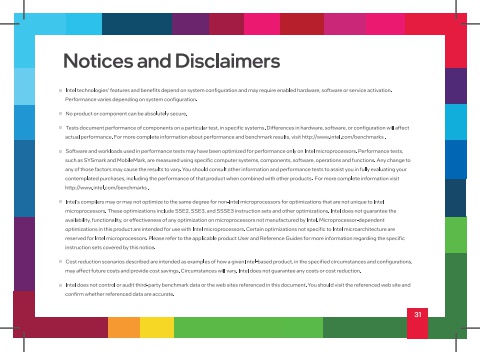 Notices and Disclaimers
Intel technologies' features and benefits depend on system configuration and may require enabled hardware, software or service activation.
Performance varies depending on system configuration.
No product or component can be absolutely secure.
Tests document performance of components on a particular test, in specific systems. Differences in hardware, software, or configuration will affect
actual performance. For more complete information about performance and benchmark results, visit http://www.intel.com/benchmarks .
Software and workloads used in performance tests may have been optimized for performance only on Intel microprocessors. Performance tests,
such as SYSmark and MobileMark, are measured using specific computer systems, components, software, operations and functions. Any change to
any of those factors may cause the results to vary. You should consult other information and performance tests to assist you in fully evaluating your
contemplated purchases, including the performance of that product when combined with other products. For more complete information visit
http://www.intel.com/benchmarks .
Intel's compilers may or may not optimize to the same degree for non-Intel microprocessors for optimizations that are not unique to Intel
microprocessors. These optimizations include SSE2, SSE3, and SSSE3 instruction sets and other optimizations. Intel does not guarantee the
availability, functionality, or effectiveness of any optimization on microprocessors not manufactured by Intel. Microprocessor-dependent
optimizations in this product are intended for use with Intel microprocessors. Certain optimizations not specific to Intel microarchitecture are
reserved for Intel microprocessors. Please refer to the applicable product User and Reference Guides for more information regarding the specific
instruction sets covered by this notice.
Cost reduction scenarios described are intended as examples of how a given Intel-based product, in the specified circumstances and configurations,
may affect future costs and provide cost savings. Circumstances will vary. Intel does not guarantee any costs or cost reduction.
Intel does not control or audit third-party benchmark data or the web sites referenced in this document. You should visit the referenced web site and
confirm whether referenced data are accurate.
31